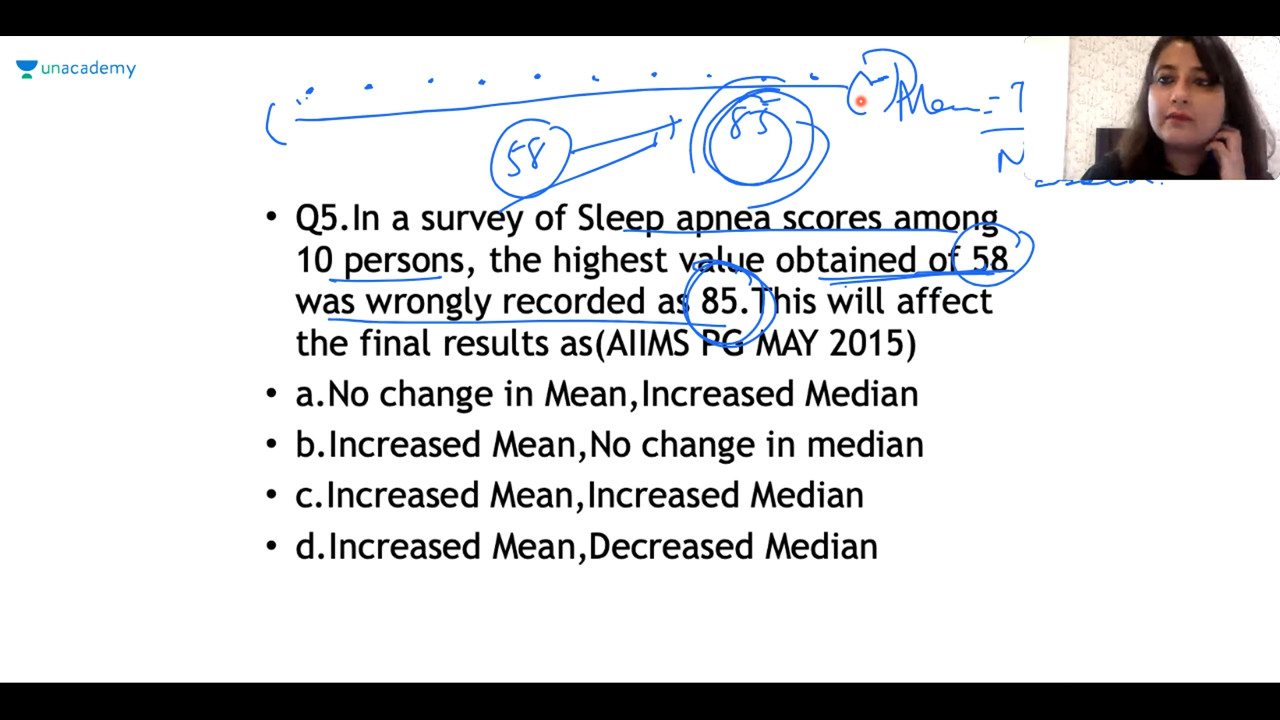 unacademy
Mean = T
N
58
85
• Q5.In a survey of Sleep apnea scores among
10 persons, the highest value obtained of 58
was wrongly recorded as 85.This will affect
the final results as(AIIMS PG MAY 2015)
• a.No change in Mean,Increased Median
• b.Increased Mean,No change in median
• c.Increased Mean,Increased Median
• d.Increased Mean,Decreased Median